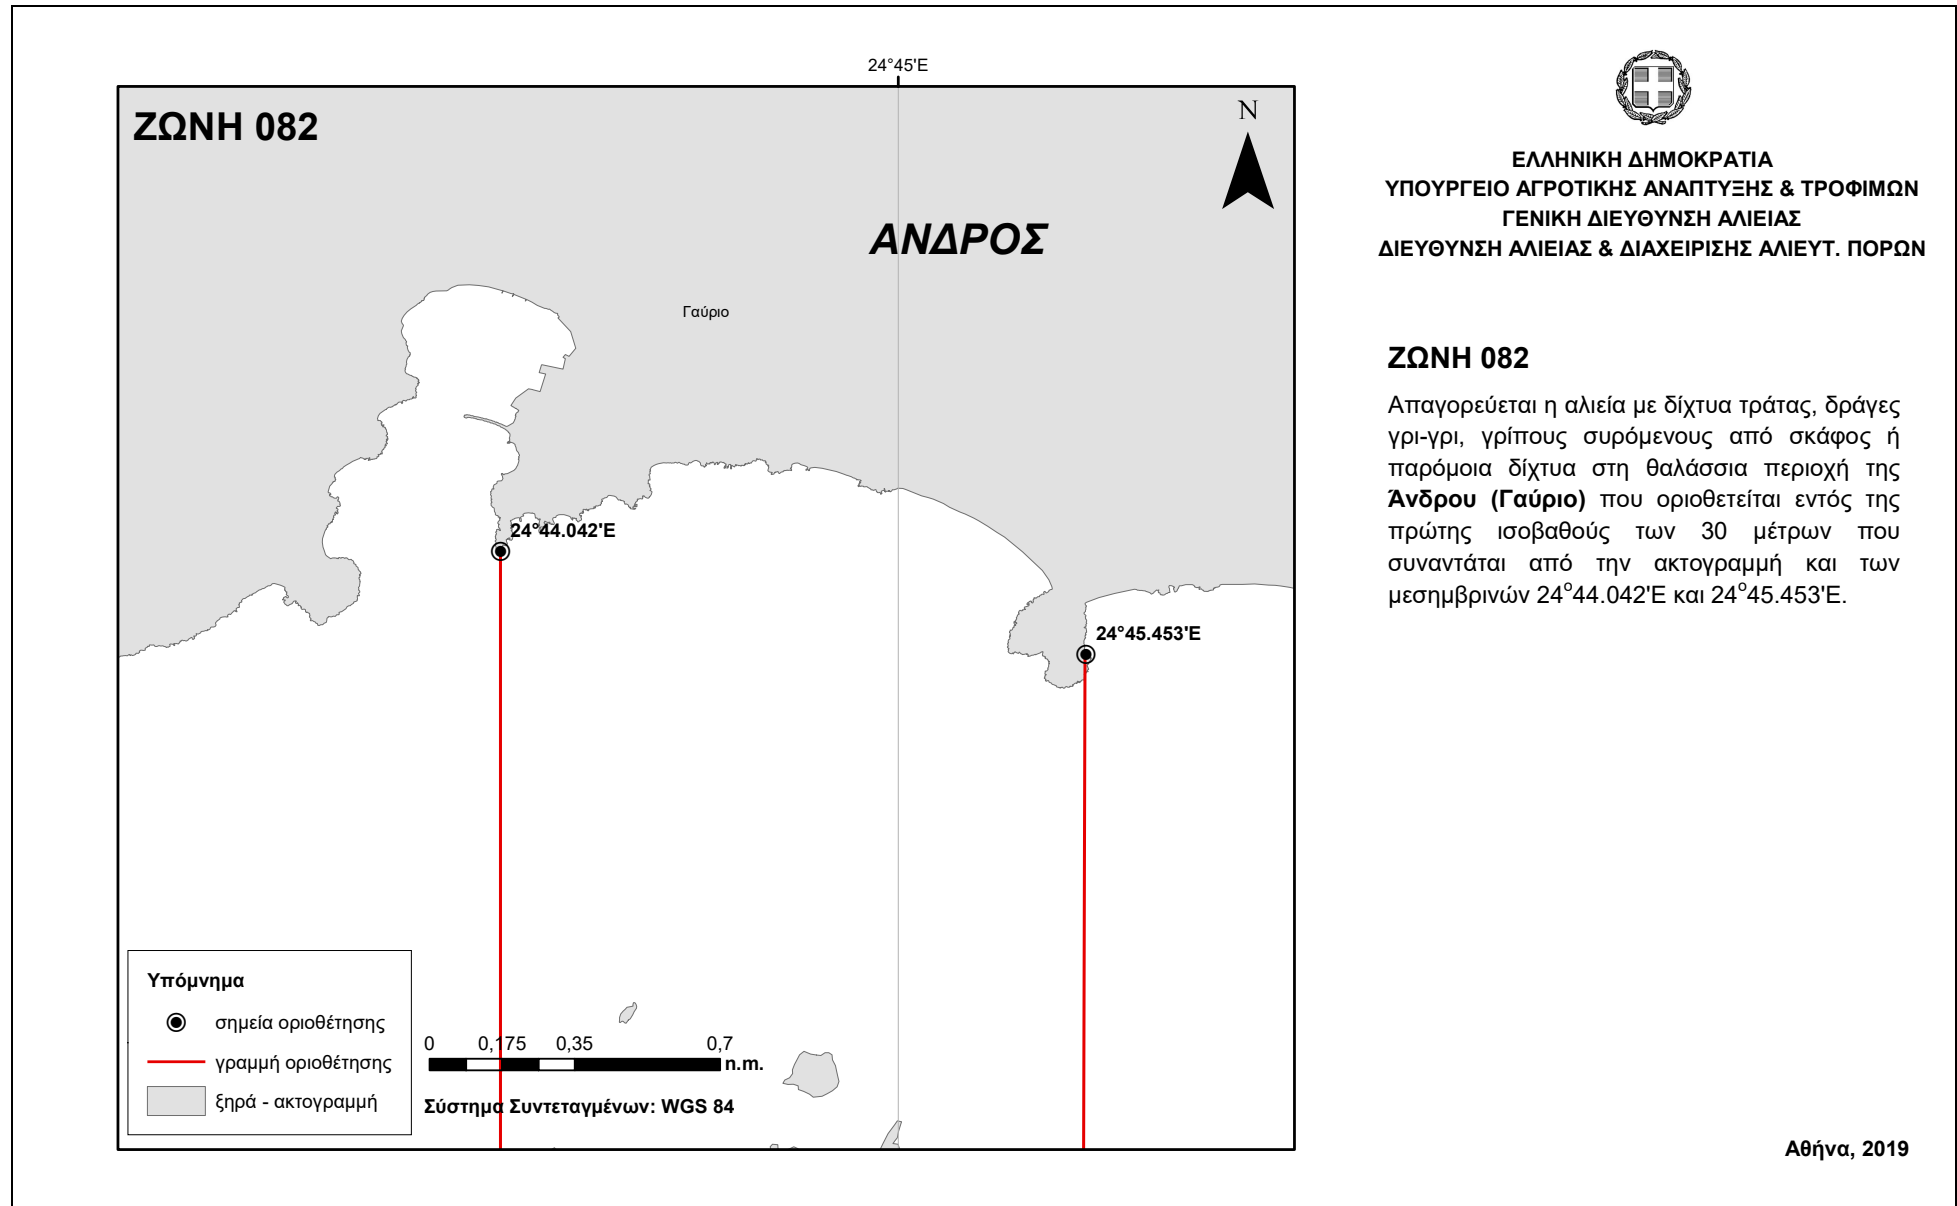 24°45'E
ΖΩΝΗ 082
N
ΑΝΔΡΟΣ
Γαύριο
24°44.042'E
24°45.453'E
Υπόμνημα
σημεία οριοθέτησης
γραμμή οριοθέτησης
ξηρά - ακτογραμμή
0 0,175 0,35 0,7
n.m.
Σύστημα Συντεταγμένων: WGS 84
ΕΛΛΗΝΙΚΗ ΔΗΜΟΚΡΑΤΙΑ
ΥΠΟΥΡΓΕΙΟ ΑΓΡΟΤΙΚΗΣ ΑΝΑΠΤΥΞΗΣ & ΤΡΟΦΙΜΩΝ
ΓΕΝΙΚΗ ΔΙΕΥΘΥΝΣΗ ΑΛΙΕΙΑΣ
ΔΙΕΥΘΥΝΣΗ ΑΛΙΕΙΑΣ & ΔΙΑΧΕΙΡΙΣΗΣ ΑΛΙΕΥΤ. ΠΟΡΩΝ
ΖΩΝΗ 082
Απαγορεύεται η αλιεία με δίχτυα τράτας, δράγες
γρι-γρι, γρίπους συρόμενους από σκάφος ή
παρόμοια δίχτυα στη θαλάσσια περιοχή της
Άνδρου (Γαύριο) που οριοθετείται εντός της
πρώτης ισοβαθούς των 30 μέτρων που
συναντάται από την ακτογραμμή και των
μεσημβρινών 24°44.042'Ε και 24°45.453'Ε.
Αθήνα, 2019